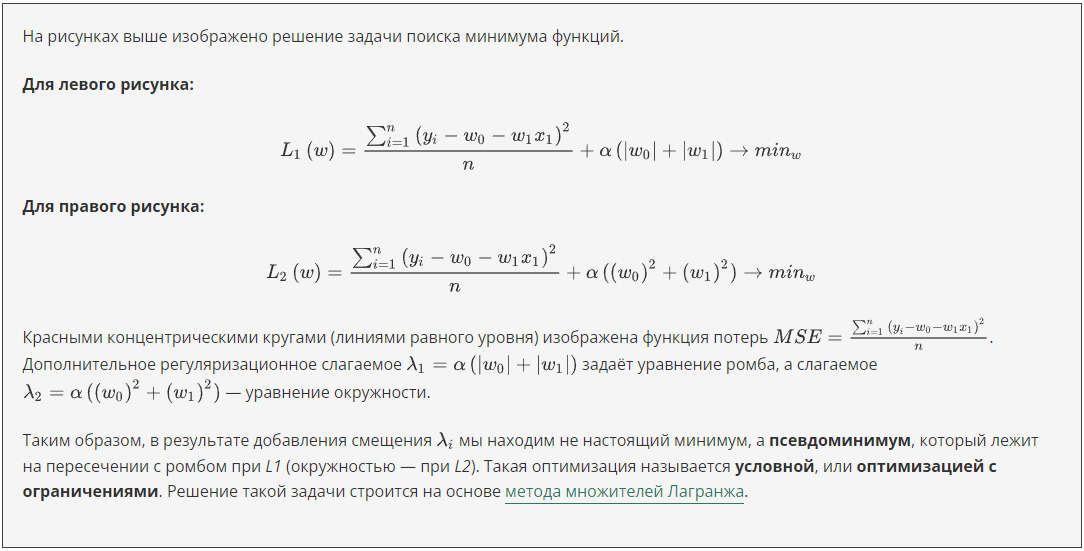 На рисунках выше изображено решение задачи поиска минимума функций.
Для левого рисунка:
$L_1(w) = \frac{\sum_{i=1}^{n}(y_i - w_0 - w_1 x_1)^2}{n} + \alpha(|w_0| + |w_1|) \rightarrow min_w$
Для правого рисунка:
$L_2(w) = \frac{\sum_{i=1}^{n}(y_i - w_0 - w_1 x_1)^2}{n} + \alpha((w_0)^2 + (w_1)^2) \rightarrow min_w$
Красными концентрическими кругами (линиями равного уровня) изображена функция потерь $MSE = \frac{\sum_{i=1}^{n}(y_i - w_0 - w_1 x_1)^2}{n}$.
Дополнительное регуляризационное слагаемое $\lambda_1 = \alpha(|w_0| + |w_1|)$ задаёт уравнение ромба, а слагаемое
$\lambda_2 = \alpha((w_0)^2 + (w_1)^2)$ — уравнение окружности.
Таким образом, в результате добавления смещения $\lambda_i$ мы находим не настоящий минимум, а псевдоминимум, который лежит
на пересечении с ромбом при L1 (окружностью — при L2). Такая оптимизация называется условной, или оптимизацией с
ограничениями. Решение такой задачи строится на основе метода множителей Лагранжа.